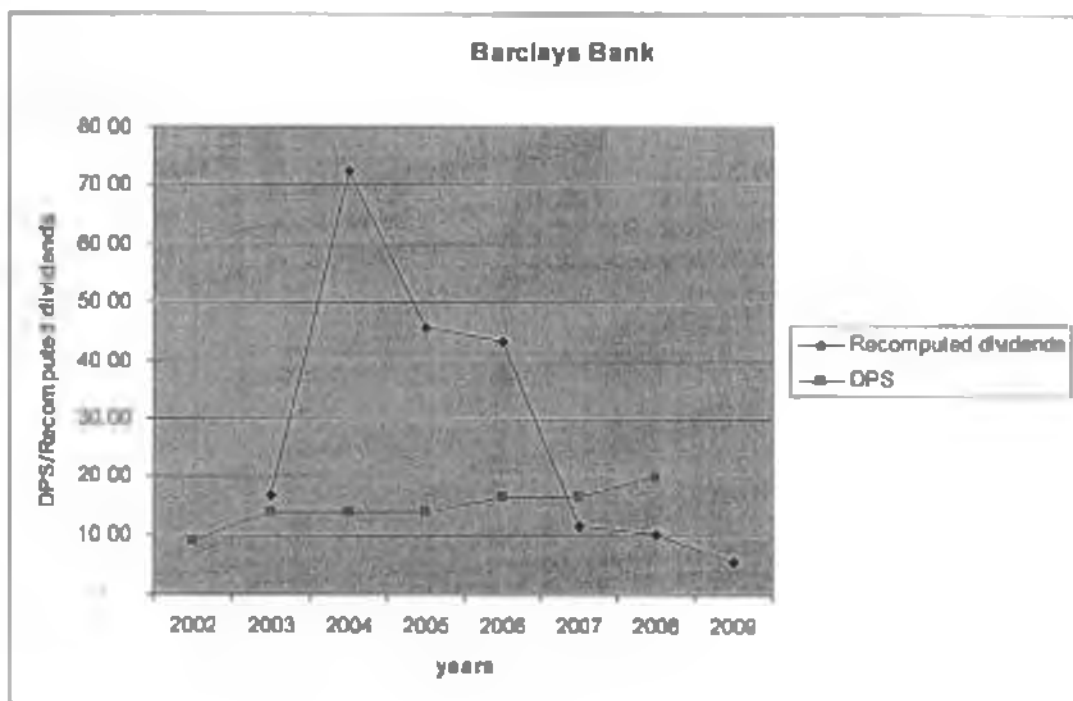 Barclays Bank
80 00
70 00
60 00
50 00
40 00
30 00
20 00
10 00
DPS/Recomputed dividends
2002 2003 2004 2005 2006 2007 2008 2009
years
Recomputed dividends
DPS